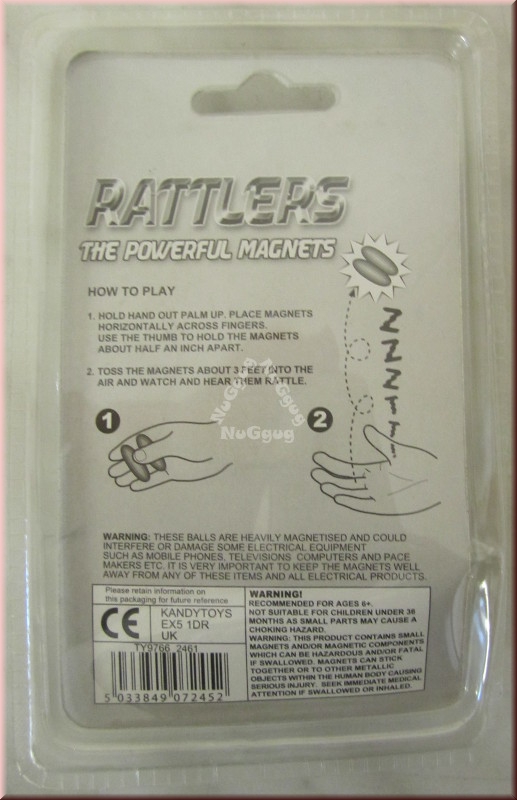 RATTLERS
THE POWERFUL MAGNETS
HOW TO PLAY
1. HOLD HAND OUT PALM UP. PLACE MAGNETS
HORIZONTALLY ACROSS FINGERS.
USE THE THUMB TO HOLD THE MAGNETS
ABOUT HALF AN INCH APART.
2. TOSS THE MAGNETS ABOUT 3 FEET INTO THE
AIR AND WATCH AND HEAR THEM RATTLE.
ZZZZ
1
2
NuGgug NuGgug
NuGgug
WARNING: THESE BALLS ARE HEAVILY MAGNETISED AND COULD
INTERFERE OR DAMAGE SOME ELECTRICAL EQUIPMENT
SUCH AS MOBILE PHONES, TELEVISIONS COMPUTERS AND PACE
MAKERS ETC. IT IS VERY IMPORTANT TO KEEP THE MAGNETS WELL
AWAY FROM ANY OF THESE ITEMS AND ALL ELECTRICAL PRODUCTS.
Please retain information on
this packaging for future reference
CE
KANDYTOYS
EX5 1DR
UK
TY9766 2461
5 033849 072452
WARNING!
RECOMMENDED FOR AGES 6+.
NOT SUITABLE FOR CHILDREN UNDER 36
MONTHS AS SMALL PARTS MAY CAUSE A
CHOKING HAZARD.
WARNING: THIS PRODUCT CONTAINS SMALL
MAGNETS AND/OR MAGNETIC COMPONENTS
WHICH CAN BE HAZARDOUS AND/OR FATAL
IF SWALLOWED. MAGNETS CAN STICK
TOGETHER OR TO OTHER METALLIC
OBJECTS WITHIN THE HUMAN BODY CAUSING
SERIOUS INJURY. SEEK IMMEDIATE MEDICAL
ATTENTION IF SWALLOWED OR INHALED.